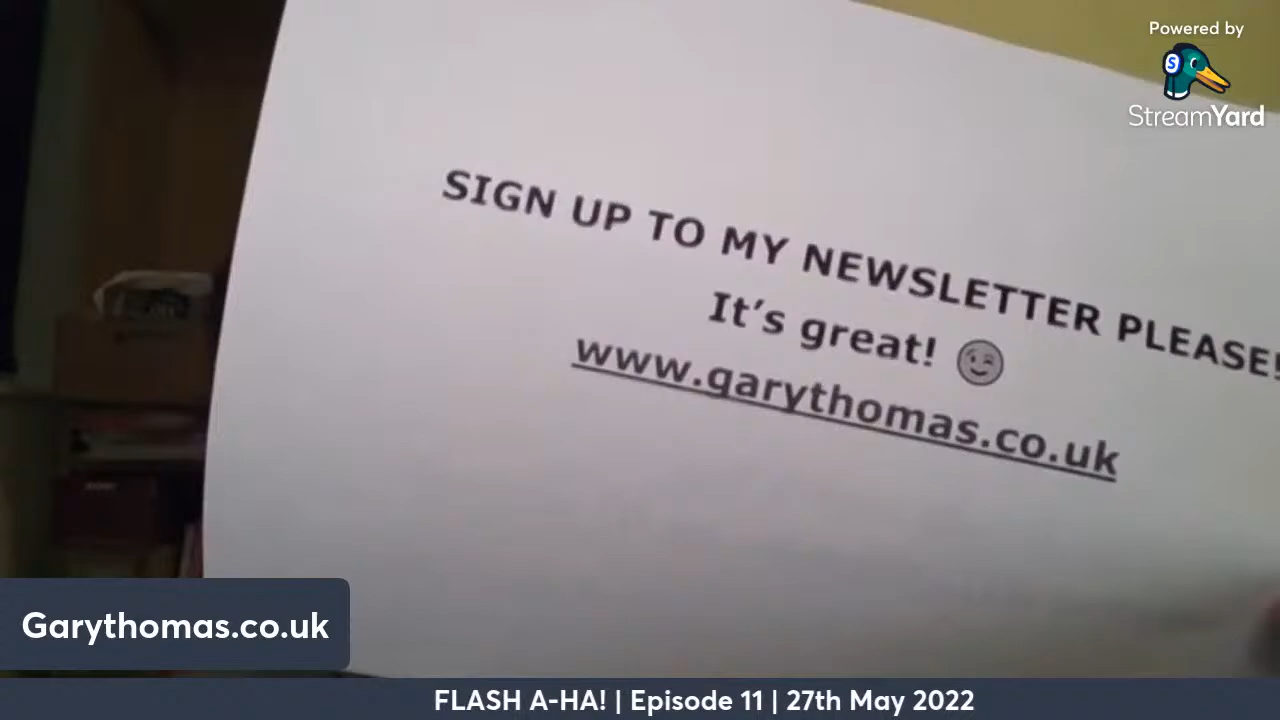 Powered by
StreamYard
SIGN UP TO MY NEWSLETTER PLEASE!
It's great! 😉
www.garythomas.co.uk
Garythomas.co.uk
FLASH A-HA! | Episode 11 | 27th May 2022